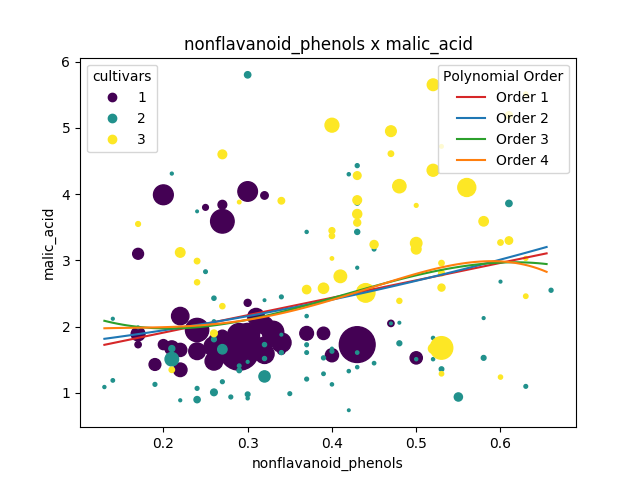 nonflavanoid_phenols x malic_acid
cultivars
1
2
3
Polynomial Order
Order 1
Order 2
Order 3
Order 4
malic_acid
6
5
4
3
2
1
0.2 0.3 0.4 0.5 0.6
nonflavanoid_phenols